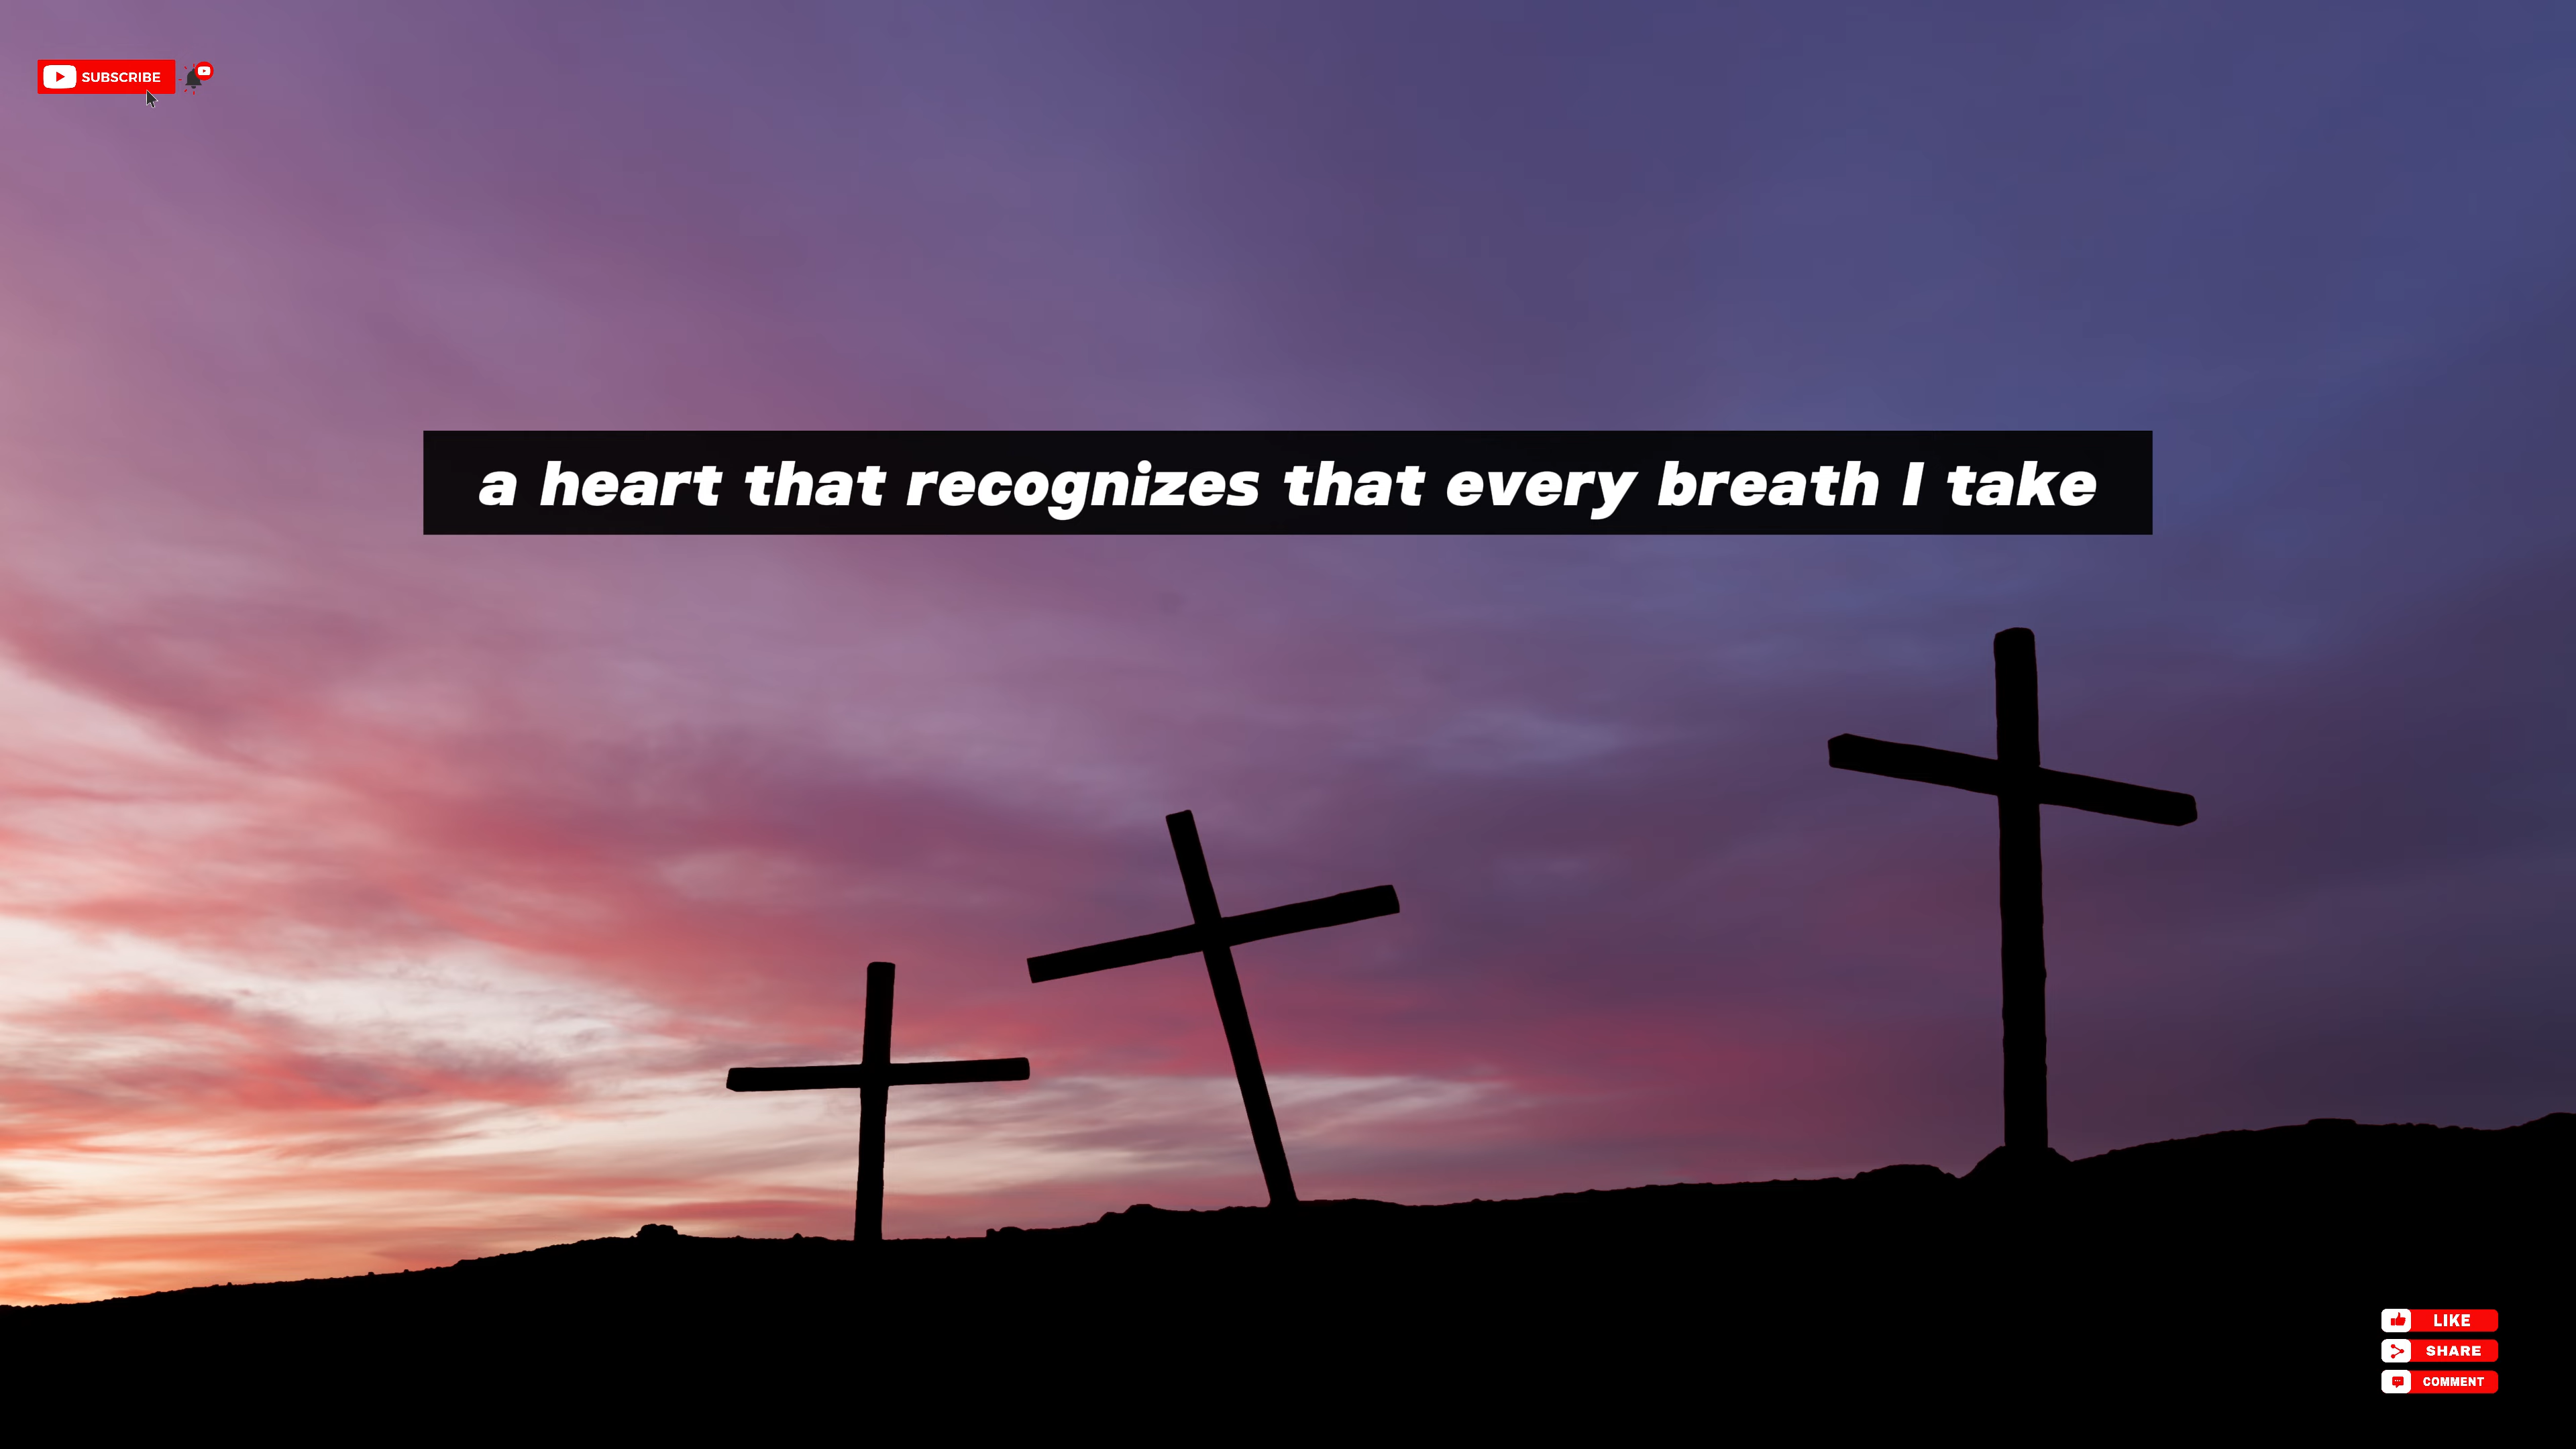 SUBSCRIBE
a heart that recognizes that every breath I take
LIKE
SHARE
COMMENT